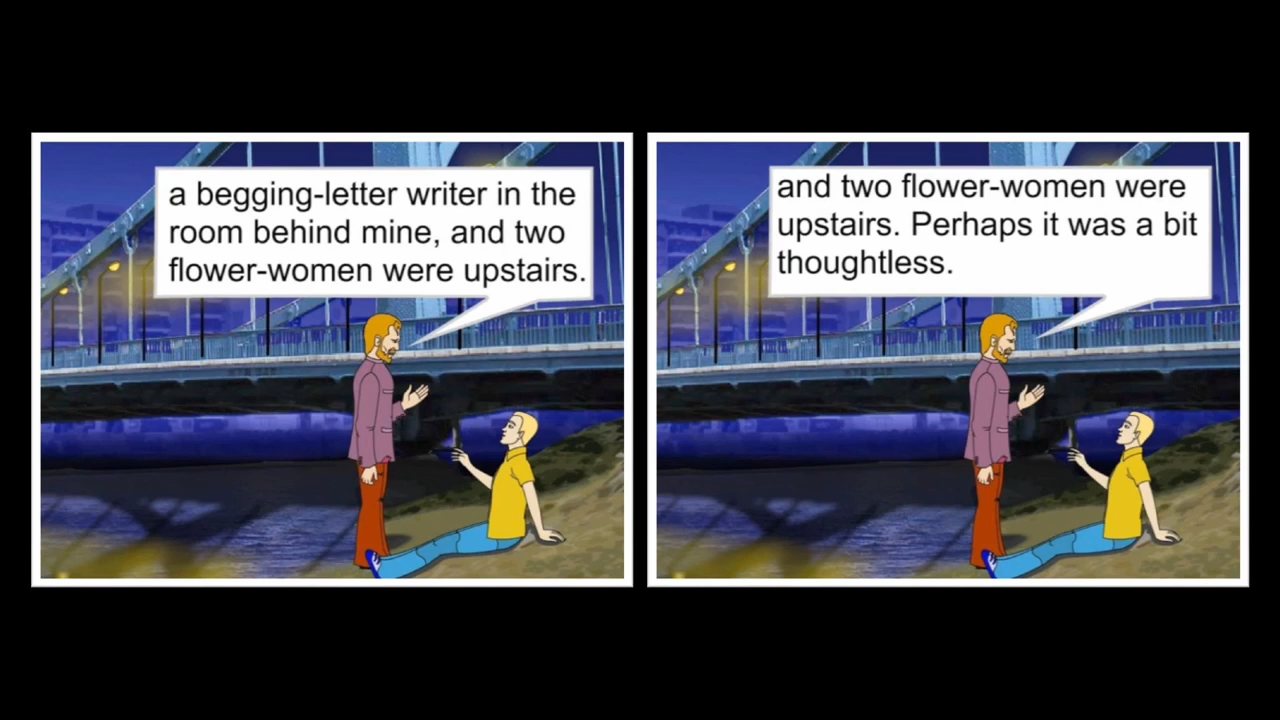 a begging-letter writer in the
room behind mine, and two
flower-women were upstairs.
and two flower-women were
upstairs. Perhaps it was a bit
thoughtless.